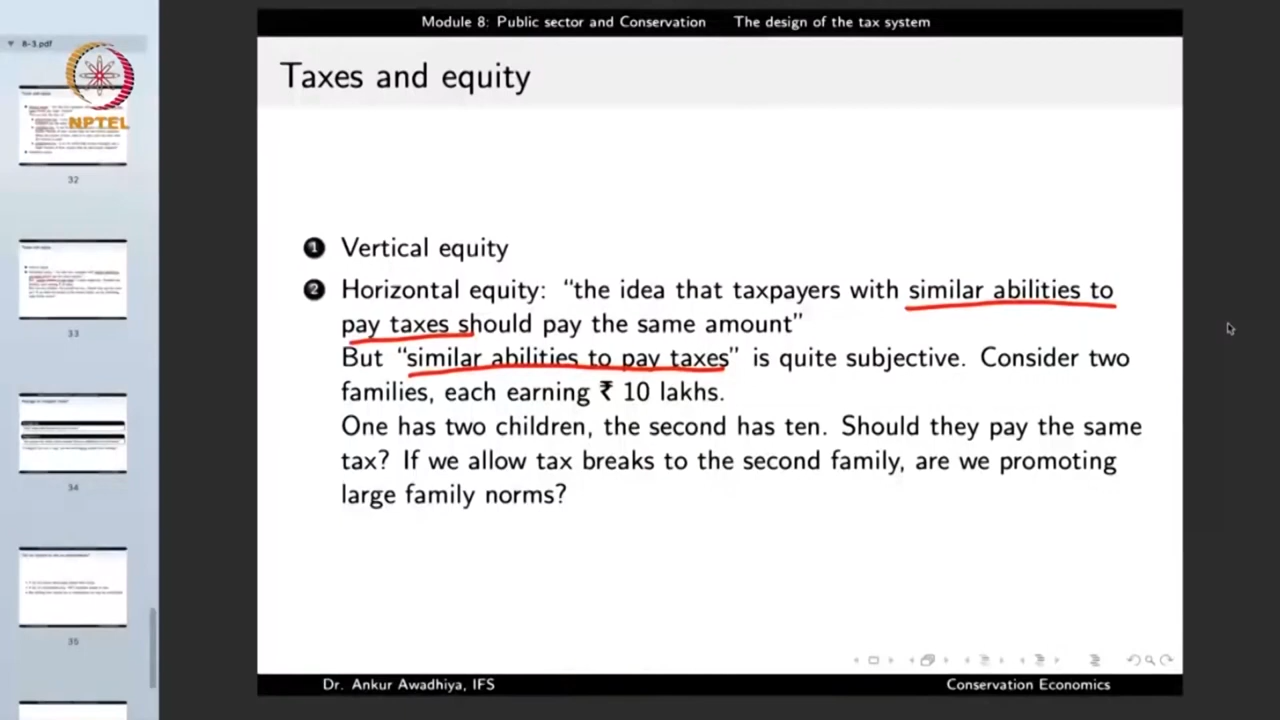 Module 8: Public sector and Conservation The design of the tax system
8-3.pdf
NPTEL
Taxes and equity
1 Vertical equity
2 Horizontal equity: “the idea that taxpayers with similar abilities to
pay taxes should pay the same amount”
But “similar abilities to pay taxes” is quite subjective. Consider two
families, each earning ₹ 10 lakhs.
One has two children, the second has ten. Should they pay the same
tax? If we allow tax breaks to the second family, are we promoting
large family norms?
32
33
34
35
Dr. Ankur Awadhiya, IFS Conservation Economics